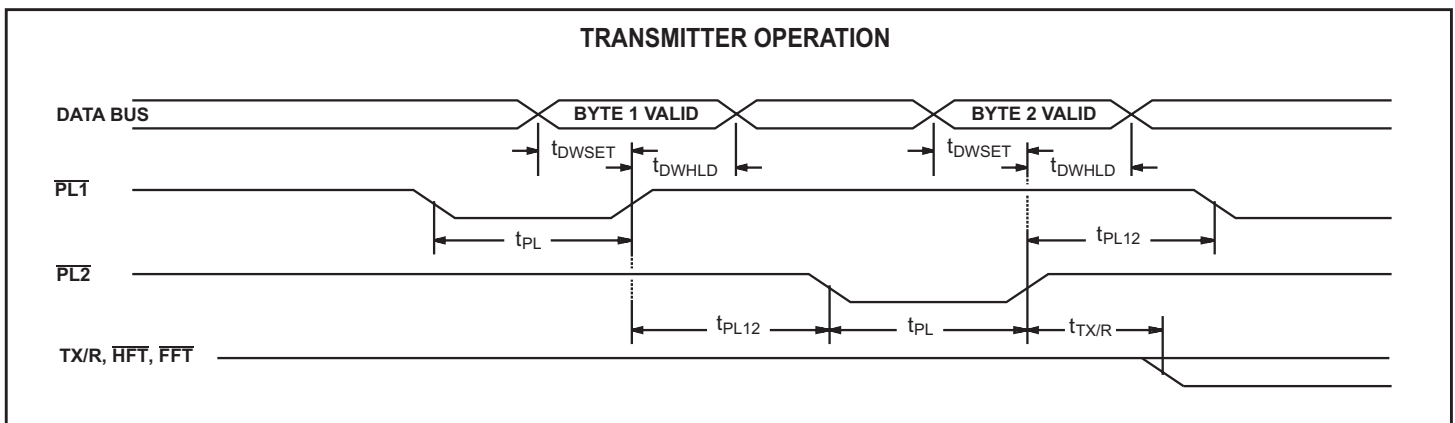 TRANSMITTER OPERATION
DATA BUS
BYTE 1 VALID
BYTE 2 VALID
tDWSET
tDWHLD
tDWSET
tDWHLD
PL1
tPL
tPL12
PL2
tPL12
tPL
tTX/R
TX/R, HFT, FFT